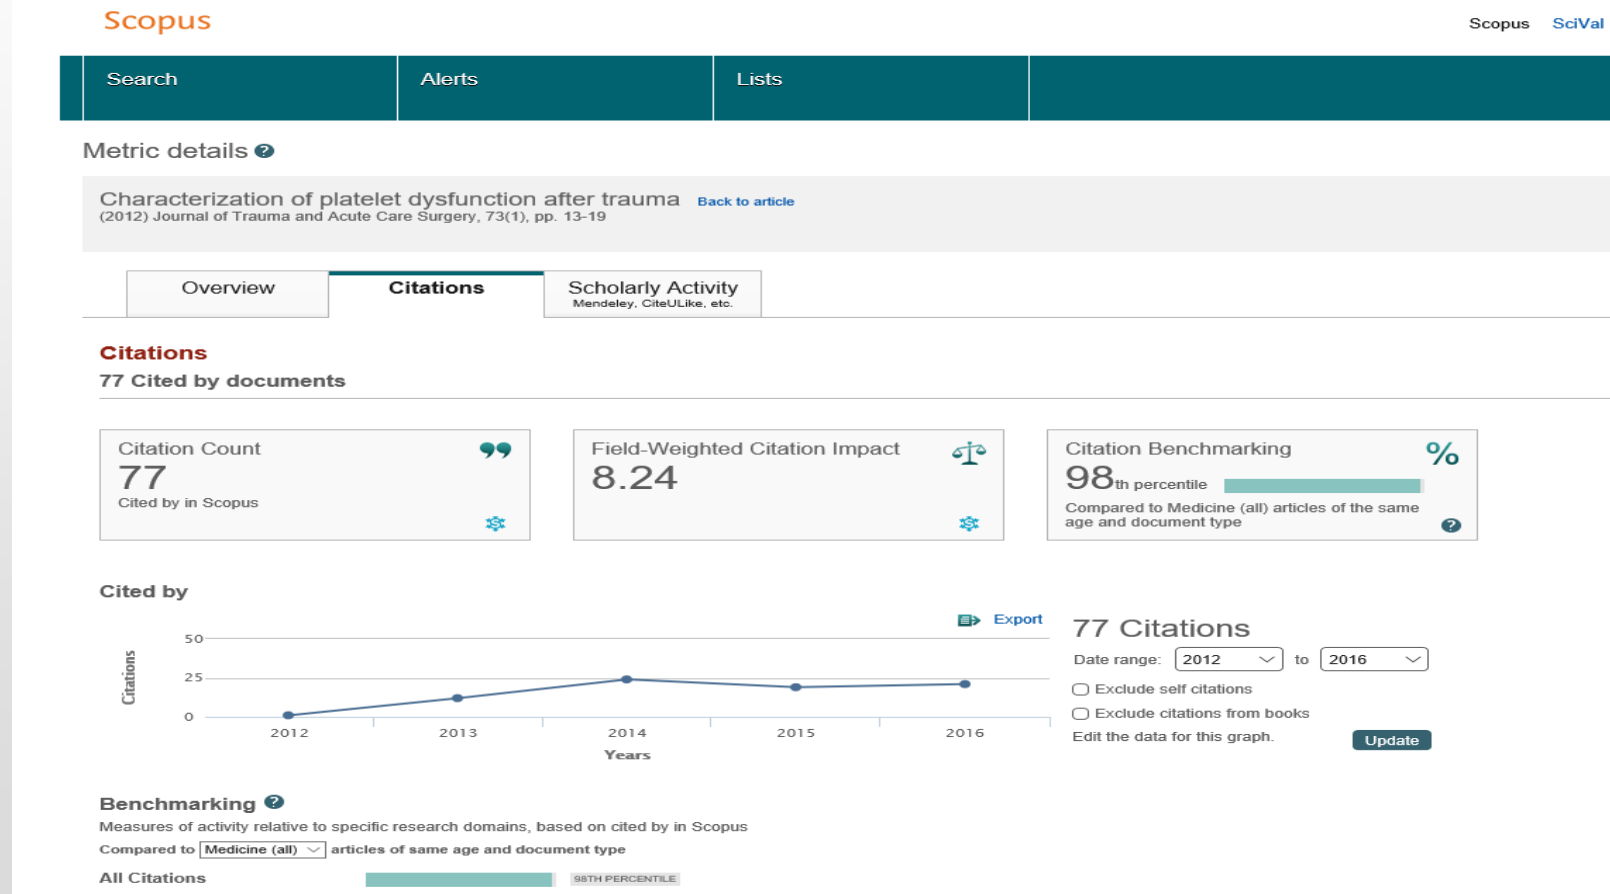 Scopus
Scopus SciVal
Search Alerts Lists
Metric details ?
Characterization of platelet dysfunction after trauma Back to article
(2012) Journal of Trauma and Acute Care Surgery, 73(1), pp. 13-19
Overview Citations Scholarly Activity
Mendeley, CiteULike, etc.
Citations
77 Cited by documents
Citation Count
77
Cited by in Scopus
Field-Weighted Citation Impact
8.24
Citation Benchmarking
%
98th percentile
Compared to Medicine (all) articles of the same
age and document type
?
Cited by
Export
50
25
0
Citations
2012 2013 2014 2015 2016
Years
77 Citations
Date range: 2012 to 2016
Exclude self citations
Exclude citations from books
Edit the data for this graph.
Update
Benchmarking ?
Measures of activity relative to specific research domains, based on cited by in Scopus
Compared to Medicine (all) articles of same age and document type
All Citations 98TH PERCENTILE